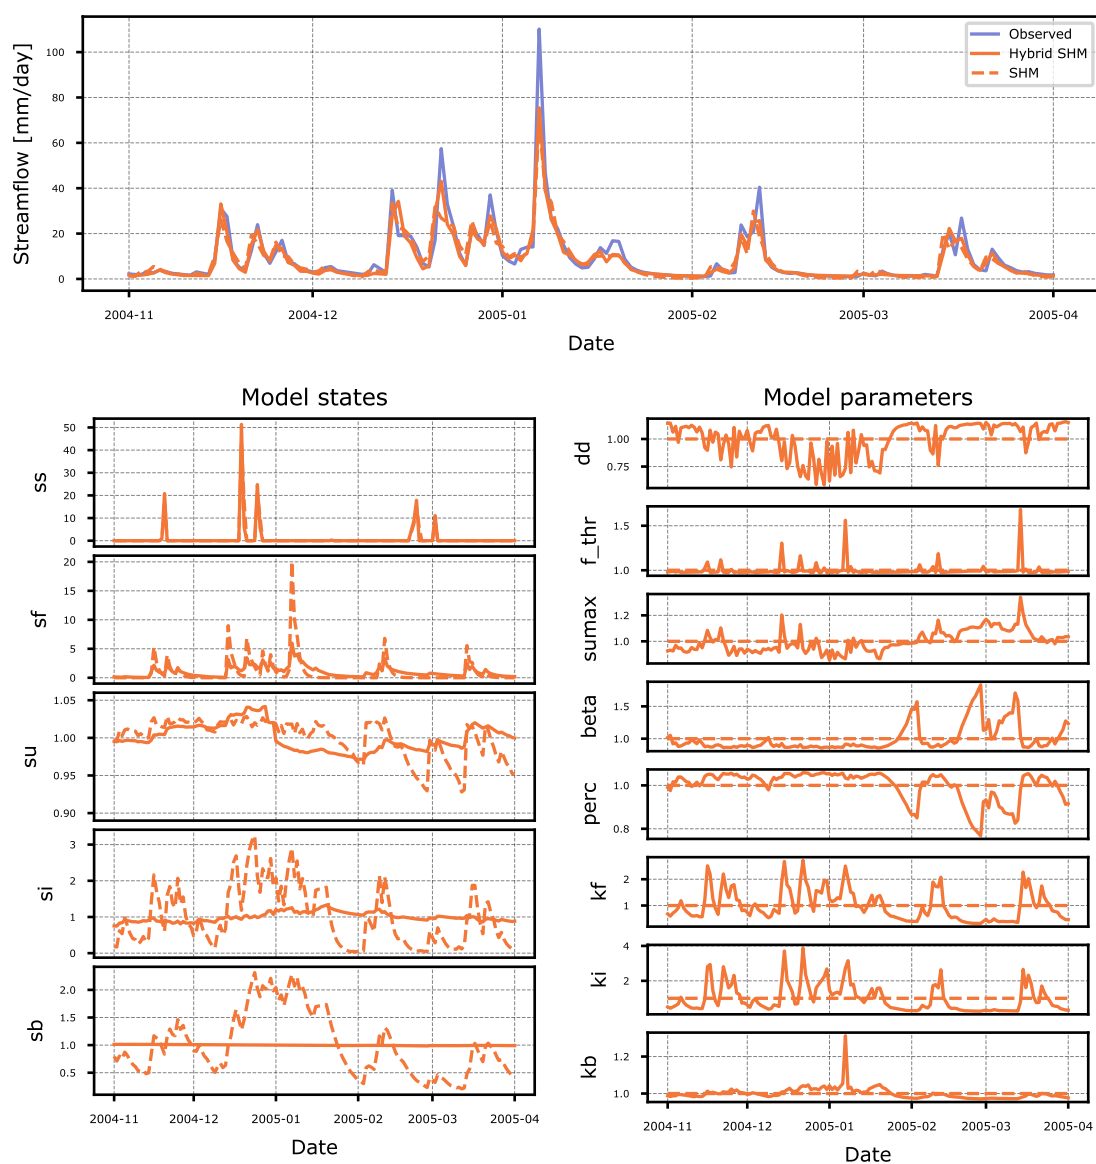 Streamflow [mm/day]
100
80
60
40
20
0
Observed
Hybrid SHM
SHM
2004-11
2004-12
2005-01
2005-02
2005-03
2005-04
Date
Model states
ss
50
40
30
20
10
0
sf
20
15
10
5
0
su
1.05
1.00
0.95
0.90
si
3
2
1
0
sb
2.0
1.5
1.0
0.5
2004-11
2004-12
2005-01
2005-02
2005-03
2005-04
Date
Model parameters
dd
1.00
0.75
f_thr
1.5
1.0
sumax
1.2
1.0
beta
1.5
1.0
perc
1.0
0.8
kf
2
1
ki
4
2
kb
1.2
1.0
2004-11
2004-12
2005-01
2005-02
2005-03
2005-04
Date